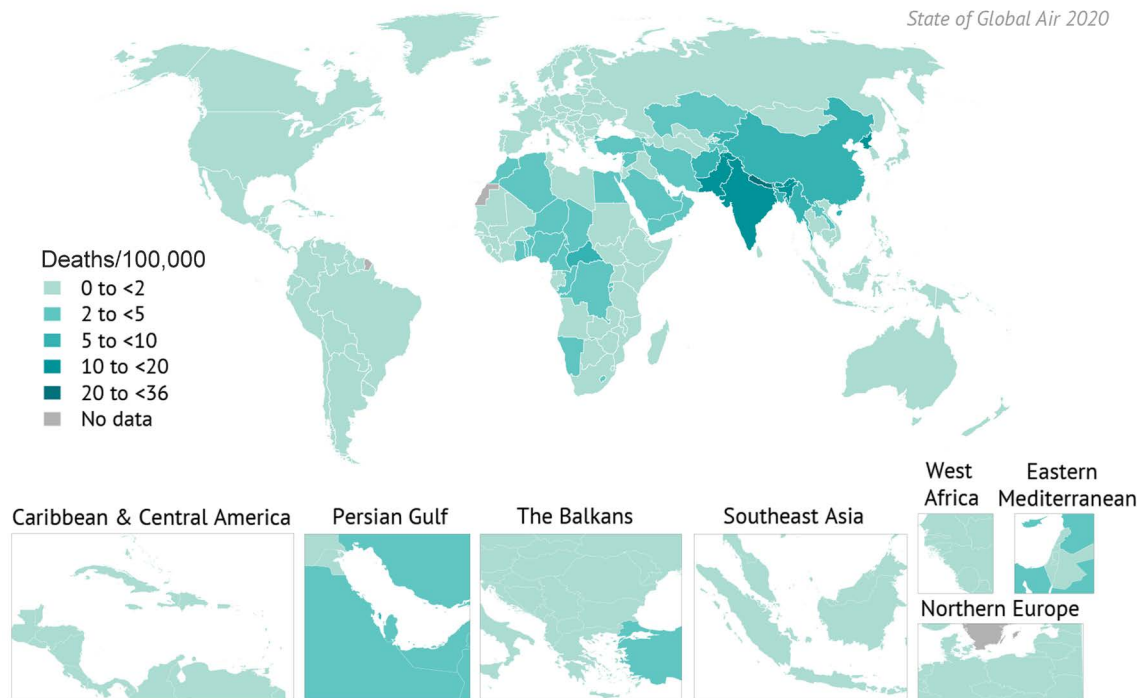 State of Global Air 2020
Deaths/100,000
0 to <2
2 to <5
5 to <10
10 to <20
20 to <36
No data
West
Africa
Eastern
Mediterranean
Caribbean & Central America
Persian Gulf
The Balkans
Southeast Asia
Northern Europe